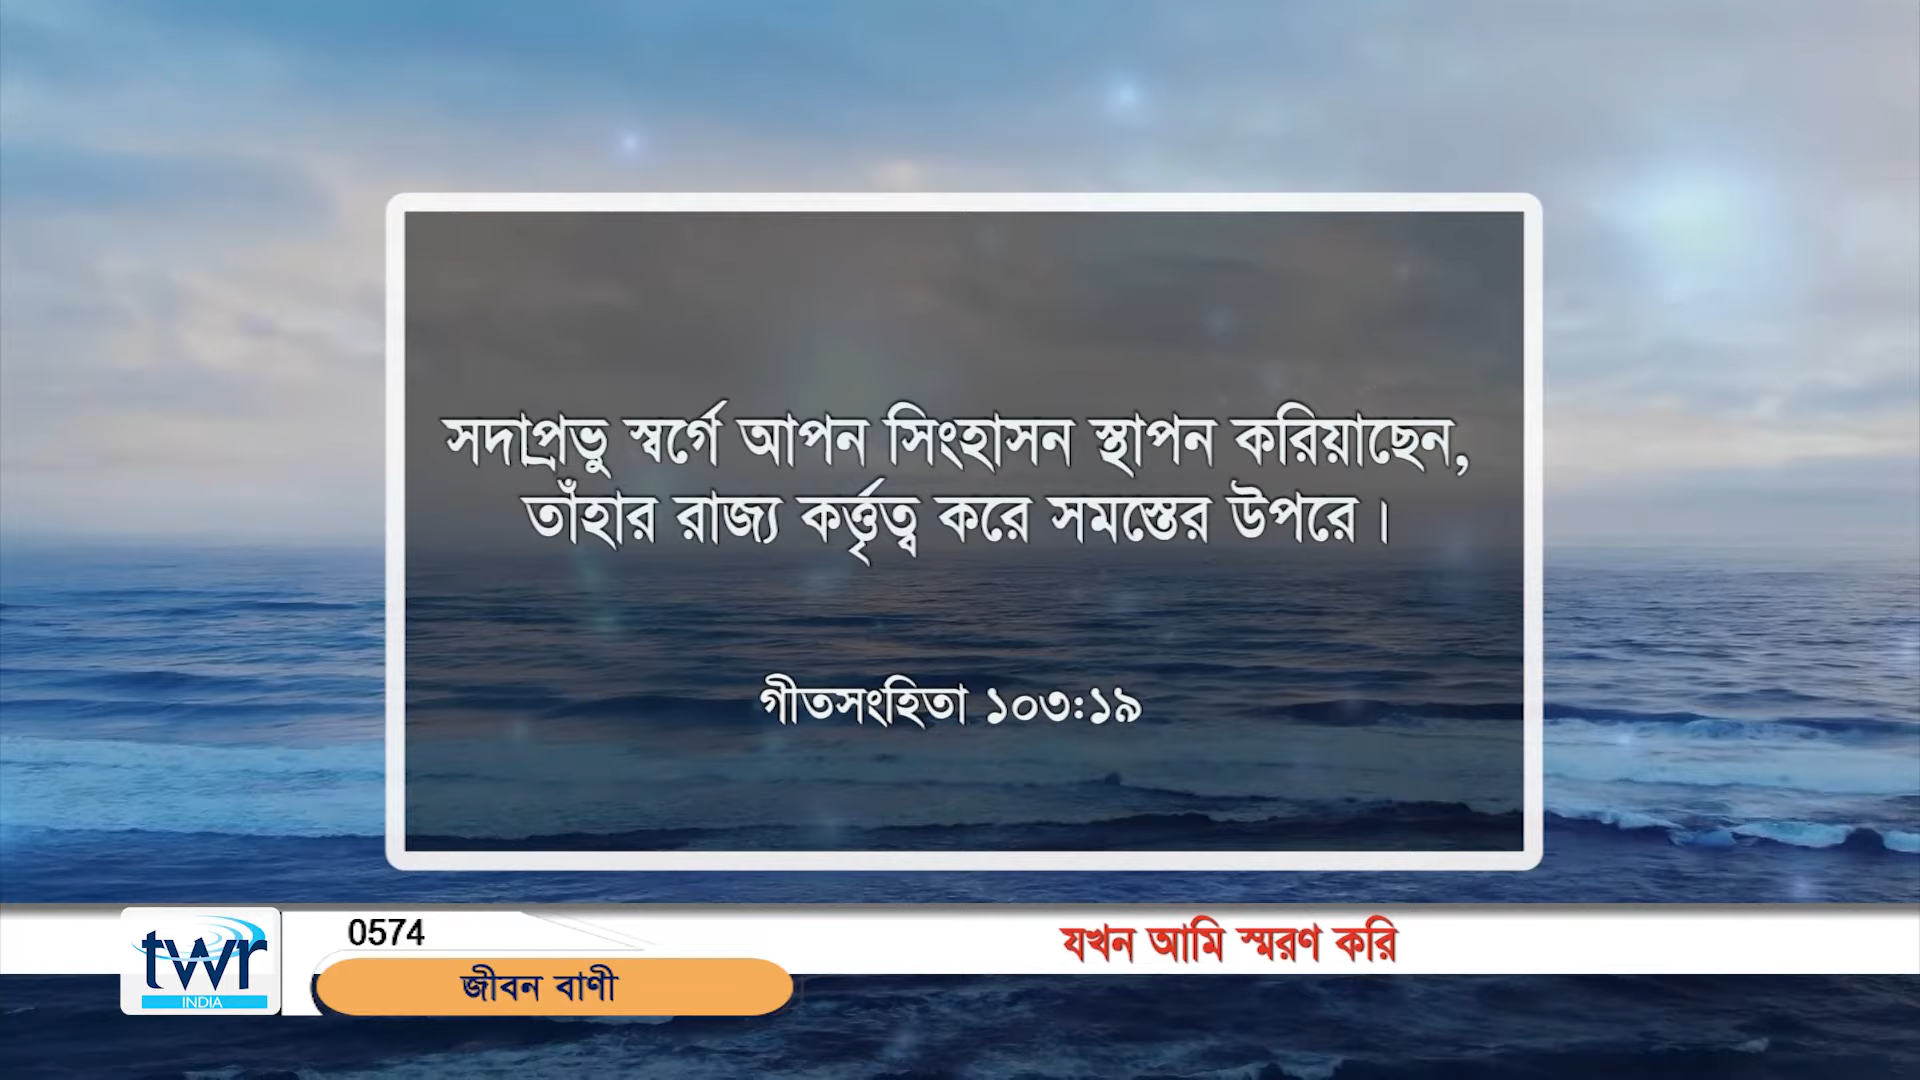 সদাপ্রভু স্বর্গে আপন সিংহাসন স্থাপন করিয়াছেন,
তাঁহার রাজ্য কর্ত্তৃত্ব করে সমস্তের উপরে।
গীতসংহিতা ১০৩:১৯
0574
যখন আমি স্মরণ করি
twr
INDIA
জীবন বাণী